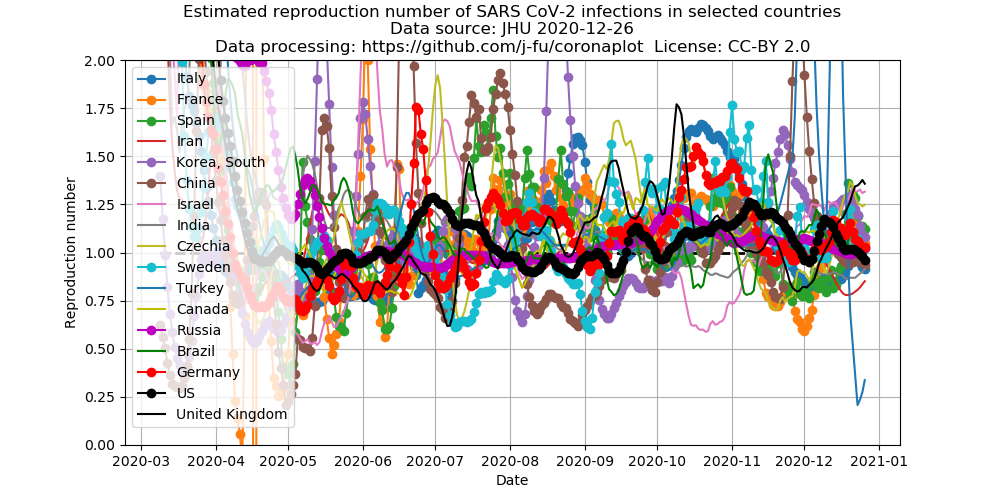 Estimated reproduction number of SARS CoV-2 infections in selected countries
Data source: JHU 2020-12-26
Data processing: https://github.com/j-fu/coronaplot  License: CC-BY 2.0
Reproduction number
2.00
1.75
1.50
1.25
1.00
0.75
0.50
0.25
0.00
Italy
France
Spain
Iran
Korea, South
China
Israel
India
Czechia
Sweden
Turkey
Canada
Russia
Brazil
Germany
US
United Kingdom
2020-03 2020-04 2020-05 2020-06 2020-07 2020-08 2020-09 2020-10 2020-11 2020-12 2021-01
Date